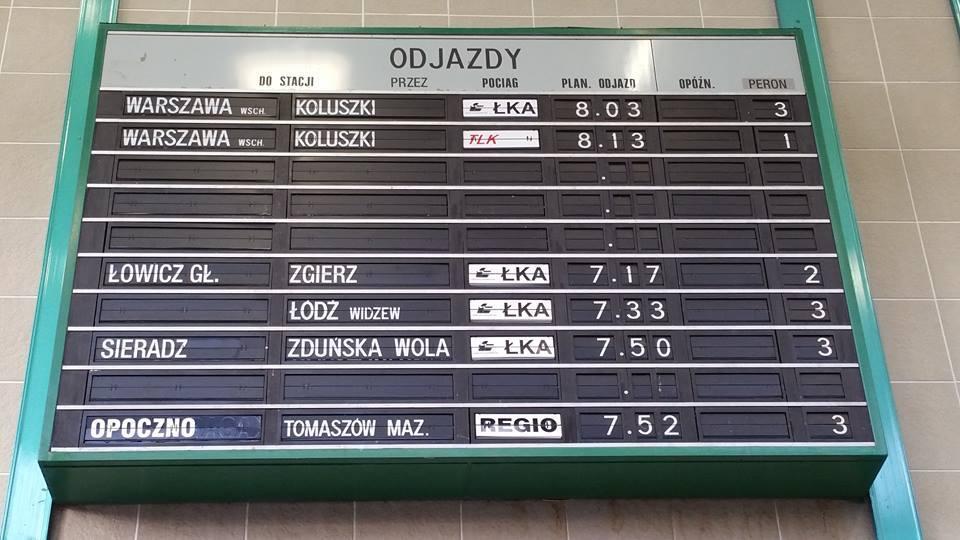 ODJAZDY
DO STACJI PRZEZ POCIĄG PLAN. ODJAZD OPÓŹN. PERON
WARSZAWA WSCH. KOLUSZKI ŁKA 8.03 3
WARSZAWA WSCH. KOLUSZKI TLK 8.13 1
ŁOWICZ GŁ. ZGIERZ ŁKA 7.17 2
ŁÓDŹ WIDZEW ŁKA 7.33 3
SIERADZ ZDUŃSKA WOLA ŁKA 7.50 3
OPOCZNO TOMASZÓW MAZ. REGIO 7.52 3